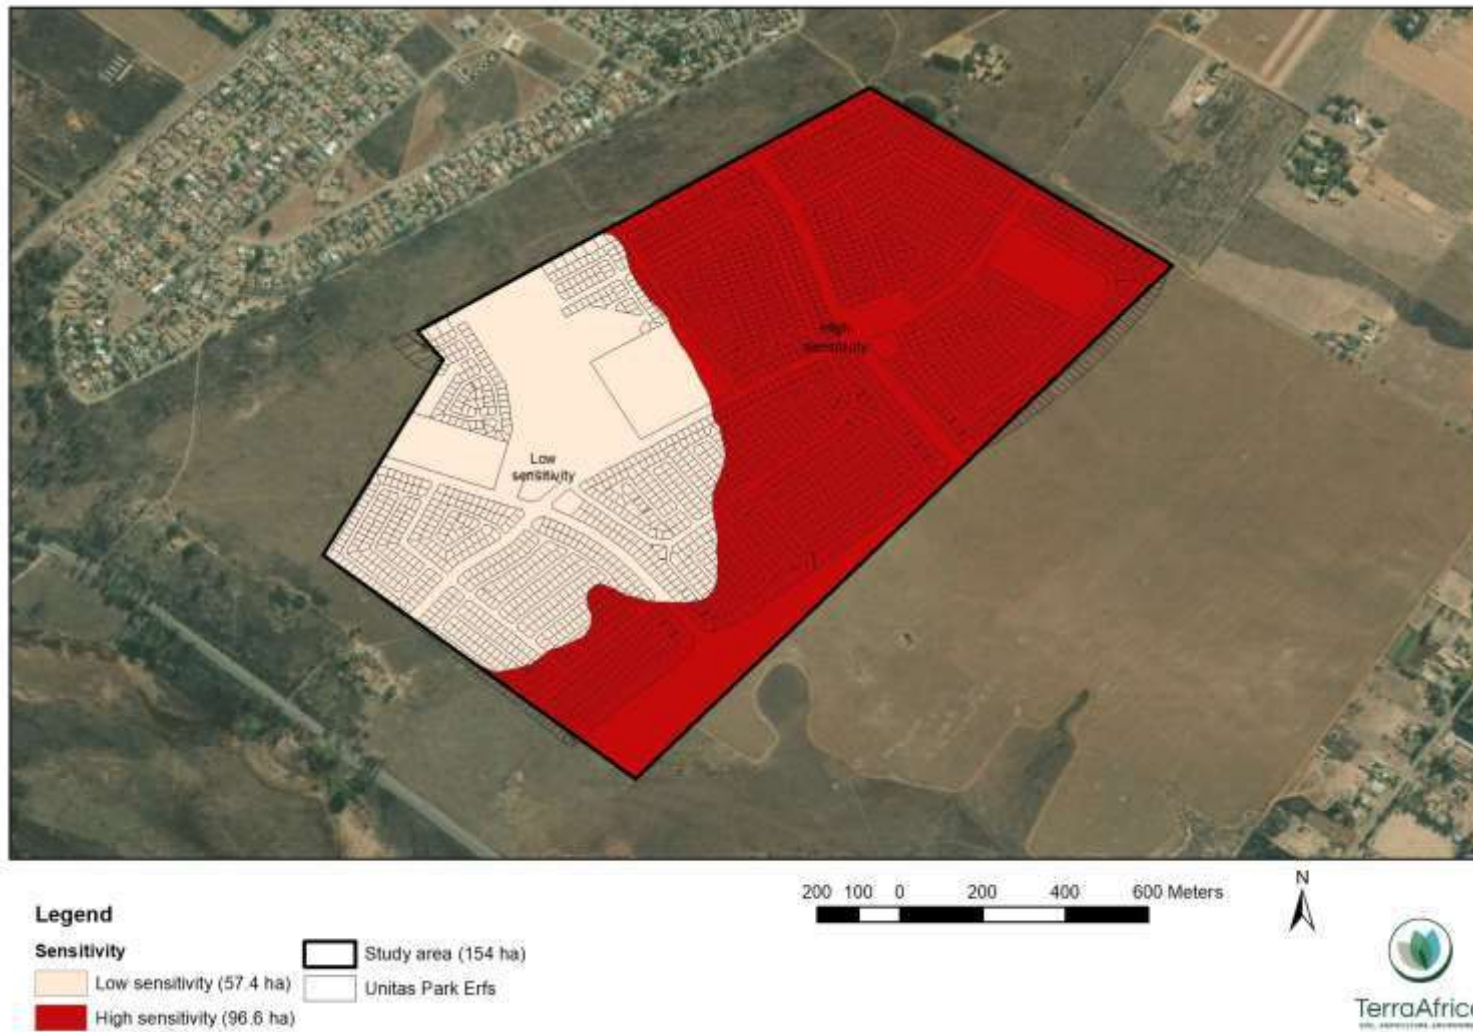 High
sensitivity
Low
sensitivity
200 100 0 200 400 600 Meters
N
Legend
Sensitivity
Low sensitivity (57.4 ha)
High sensitivity (96.6 ha)
Study area (154 ha)
Unitas Park Erfs
TerraAfrica